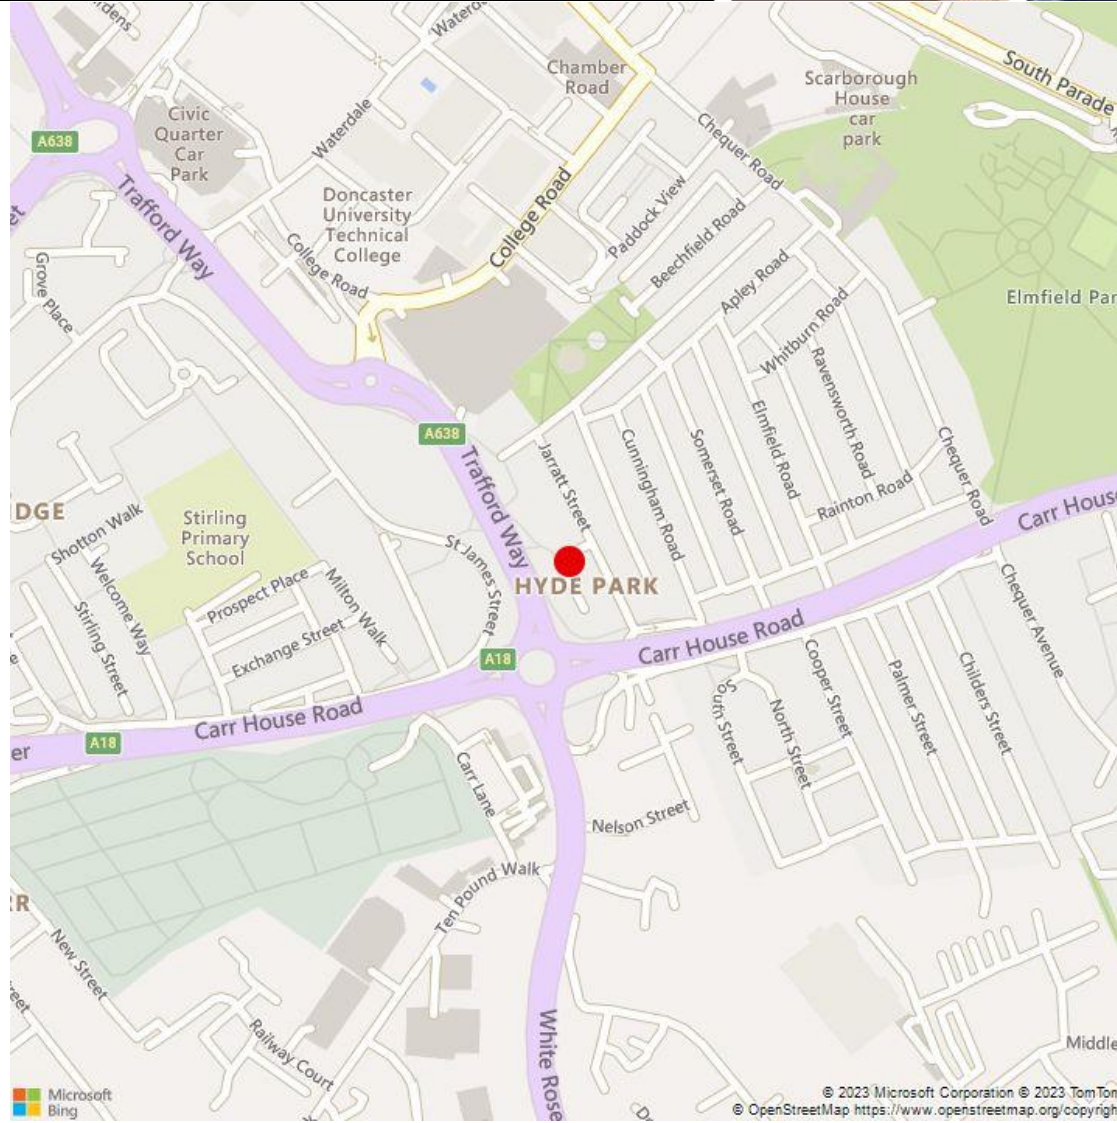 Waterdale
South Parade
Chamber
Road
Scarborough
House
car
park
Civic
Quarter
Car
Park
A638
Waterdale
Chequer Road
Trafford Way
Doncaster
University
Technical
College
College Road
Paddock View
Beechfield Road
College Road
Grove Place
Apley Road
Elmfield Par
Whitburn Road
Ravensworth Road
Elmfield Road
A638
Trafford Way
Jarratt Street
Cunningham Road
Somerset Road
Chequer Road
Rainton Road
Carr House
DGE
Shotton Walk
Stirling
Primary
School
St James Street
HYDE PARK
Welcome Way
Prospect Place
Milton Walk
Stirling Street
Exchange Street
Chequer Avenue
A18
Carr House Road
Carr House Road
A18
er
South Street
North Street
Cooper Street
Palmer Street
Childers Street
Carr Lane
Nelson Street
Ten Pound Walk
RR
New Street
Railway Court
White Rose
Middle
Microsoft
Bing
© 2023 Microsoft Corporation © 2023 TomTom
© OpenStreetMap https://www.openstreetmap.org/copyrigh